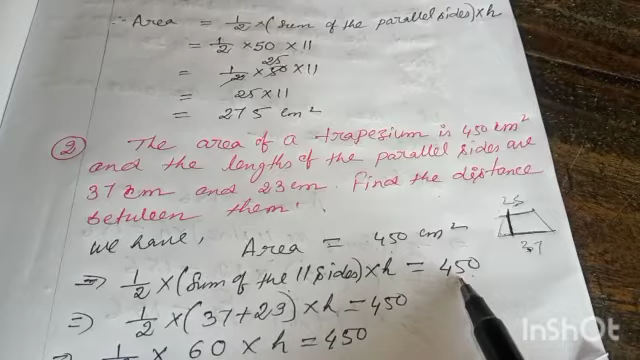 ∴ Area = 1/2 × (Sum of the parallel sides) × h
= 1/2 × 50 × 11
25
= 1/2 × 50 × 11
= 25 × 11
= 275 cm²
② The area of a trapezium is 450 cm²
and the lengths of the parallel sides are
37 cm and 23 cm. Find the distance
between them.
We have, Area = 450 cm²
⇒ 1/2 × (Sum of the 11 sides) × h = 450
⇒ 1/2 × (37+23) × h = 450
1 × 60 × h = 450
37
InShOt